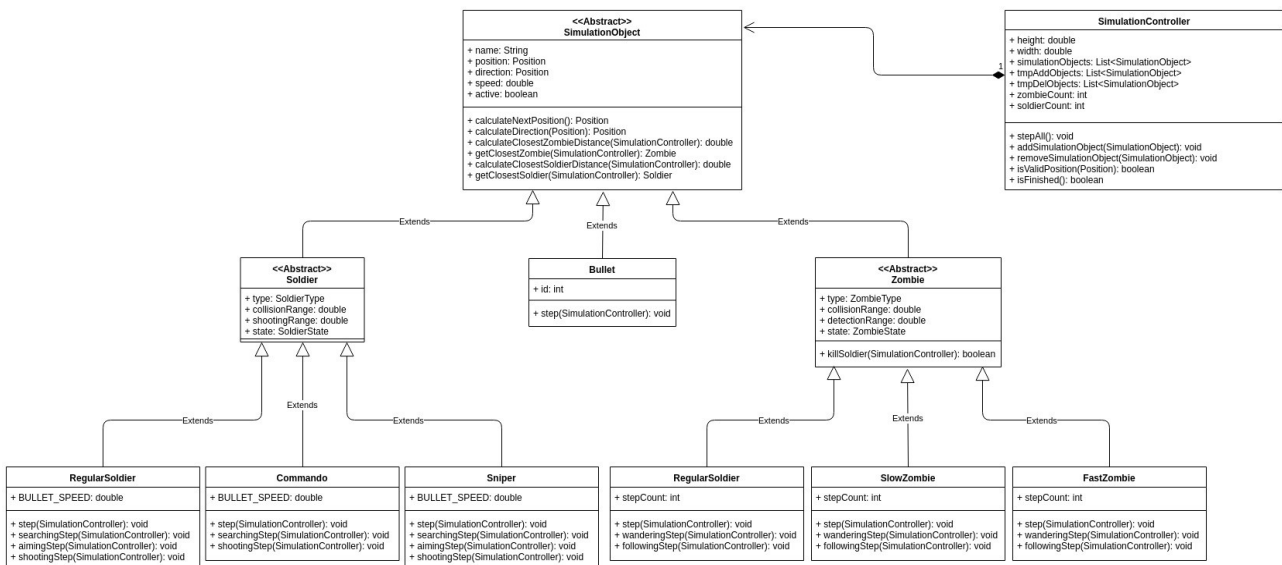 <<Abstract>>
SimulationObject
+ name: String
+ position: Position
+ direction: Position
+ speed: double
+ active: boolean
+ calculateNextPosition(): Position
+ calculateDirection(Position): Position
+ calculateClosestZombieDistance(SimulationController): double
+ getClosestZombie(SimulationController): Zombie
+ calculateClosestSoldierDistance(SimulationController): double
+ getClosestSoldier(SimulationController): Soldier
1
SimulationController
+ height: double
+ width: double
+ simulationObjects: List<SimulationObject>
+ tmpAddObjects: List<SimulationObject>
+ tmpDelObjects: List<SimulationObject>
+ zombieCount: int
+ soldierCount: int
+ stepAll(): void
+ addSimulationObject(SimulationObject): void
+ removeSimulationObject(SimulationObject): void
+ isValidPosition(Position): boolean
+ isFinished(): boolean
Extends
Extends
Extends
<<Abstract>>
Soldier
+ type: SoldierType
+ collisionRange: double
+ shootingRange: double
+ state: SoldierState
Bullet
+ id: int
+ step(SimulationController): void
<<Abstract>>
Zombie
+ type: ZombieType
+ collisionRange: double
+ detectionRange: double
+ state: ZombieState
+ killSoldier(SimulationController): boolean
Extends
Extends
Extends
Extends
Extends
Extends
RegularSoldier
+ BULLET_SPEED: double
+ step(SimulationController): void
+ searchingStep(SimulationController): void
+ aimingStep(SimulationController): void
+ shootingStep(SimulationController): void
Commando
+ BULLET_SPEED: double
+ step(SimulationController): void
+ searchingStep(SimulationController): void
+ shootingStep(SimulationController): void
Sniper
+ BULLET_SPEED: double
+ step(SimulationController): void
+ searchingStep(SimulationController): void
+ aimingStep(SimulationController): void
+ shootingStep(SimulationController): void
RegularSoldier
+ stepCount: int
+ step(SimulationController): void
+ wanderingStep(SimulationController): void
+ followingStep(SimulationController): void
SlowZombie
+ stepCount: int
+ step(SimulationController): void
+ wanderingStep(SimulationController): void
+ followingStep(SimulationController): void
FastZombie
+ stepCount: int
+ step(SimulationController): void
+ wanderingStep(SimulationController): void
+ followingStep(SimulationController): void